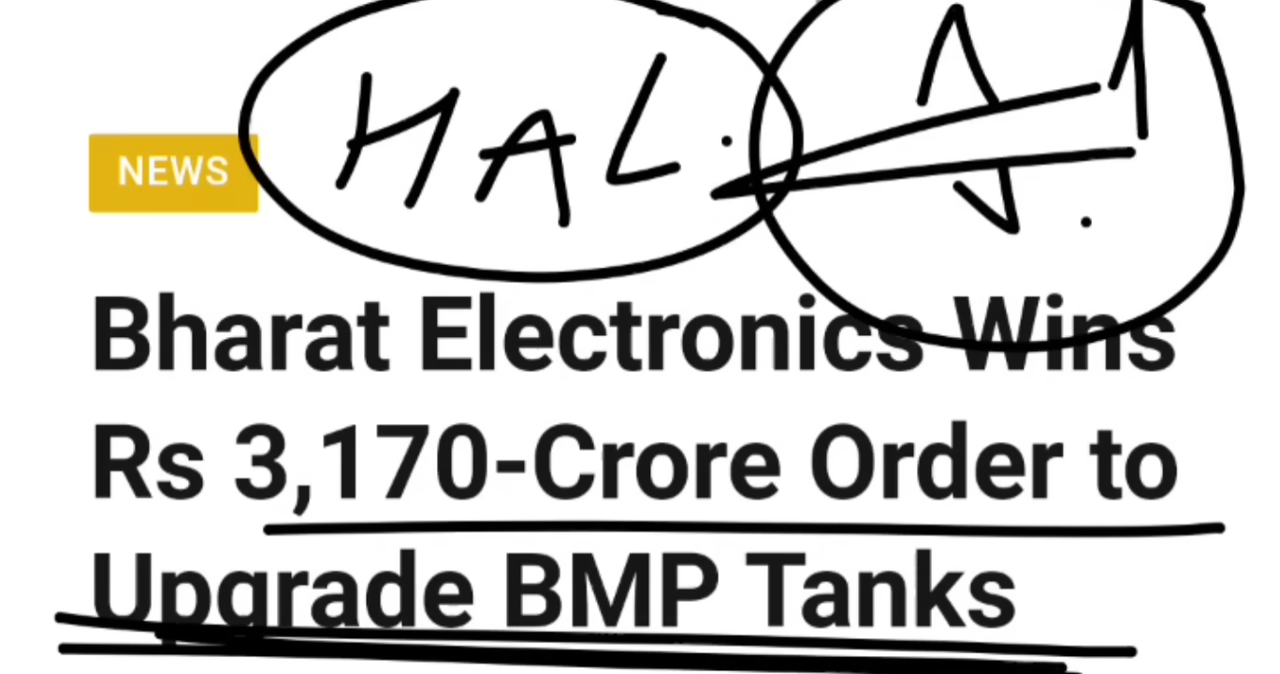 HAL.
NEWS
Bharat Electronics Wins
Rs 3,170-Crore Order to
Upgrade BMP Tanks